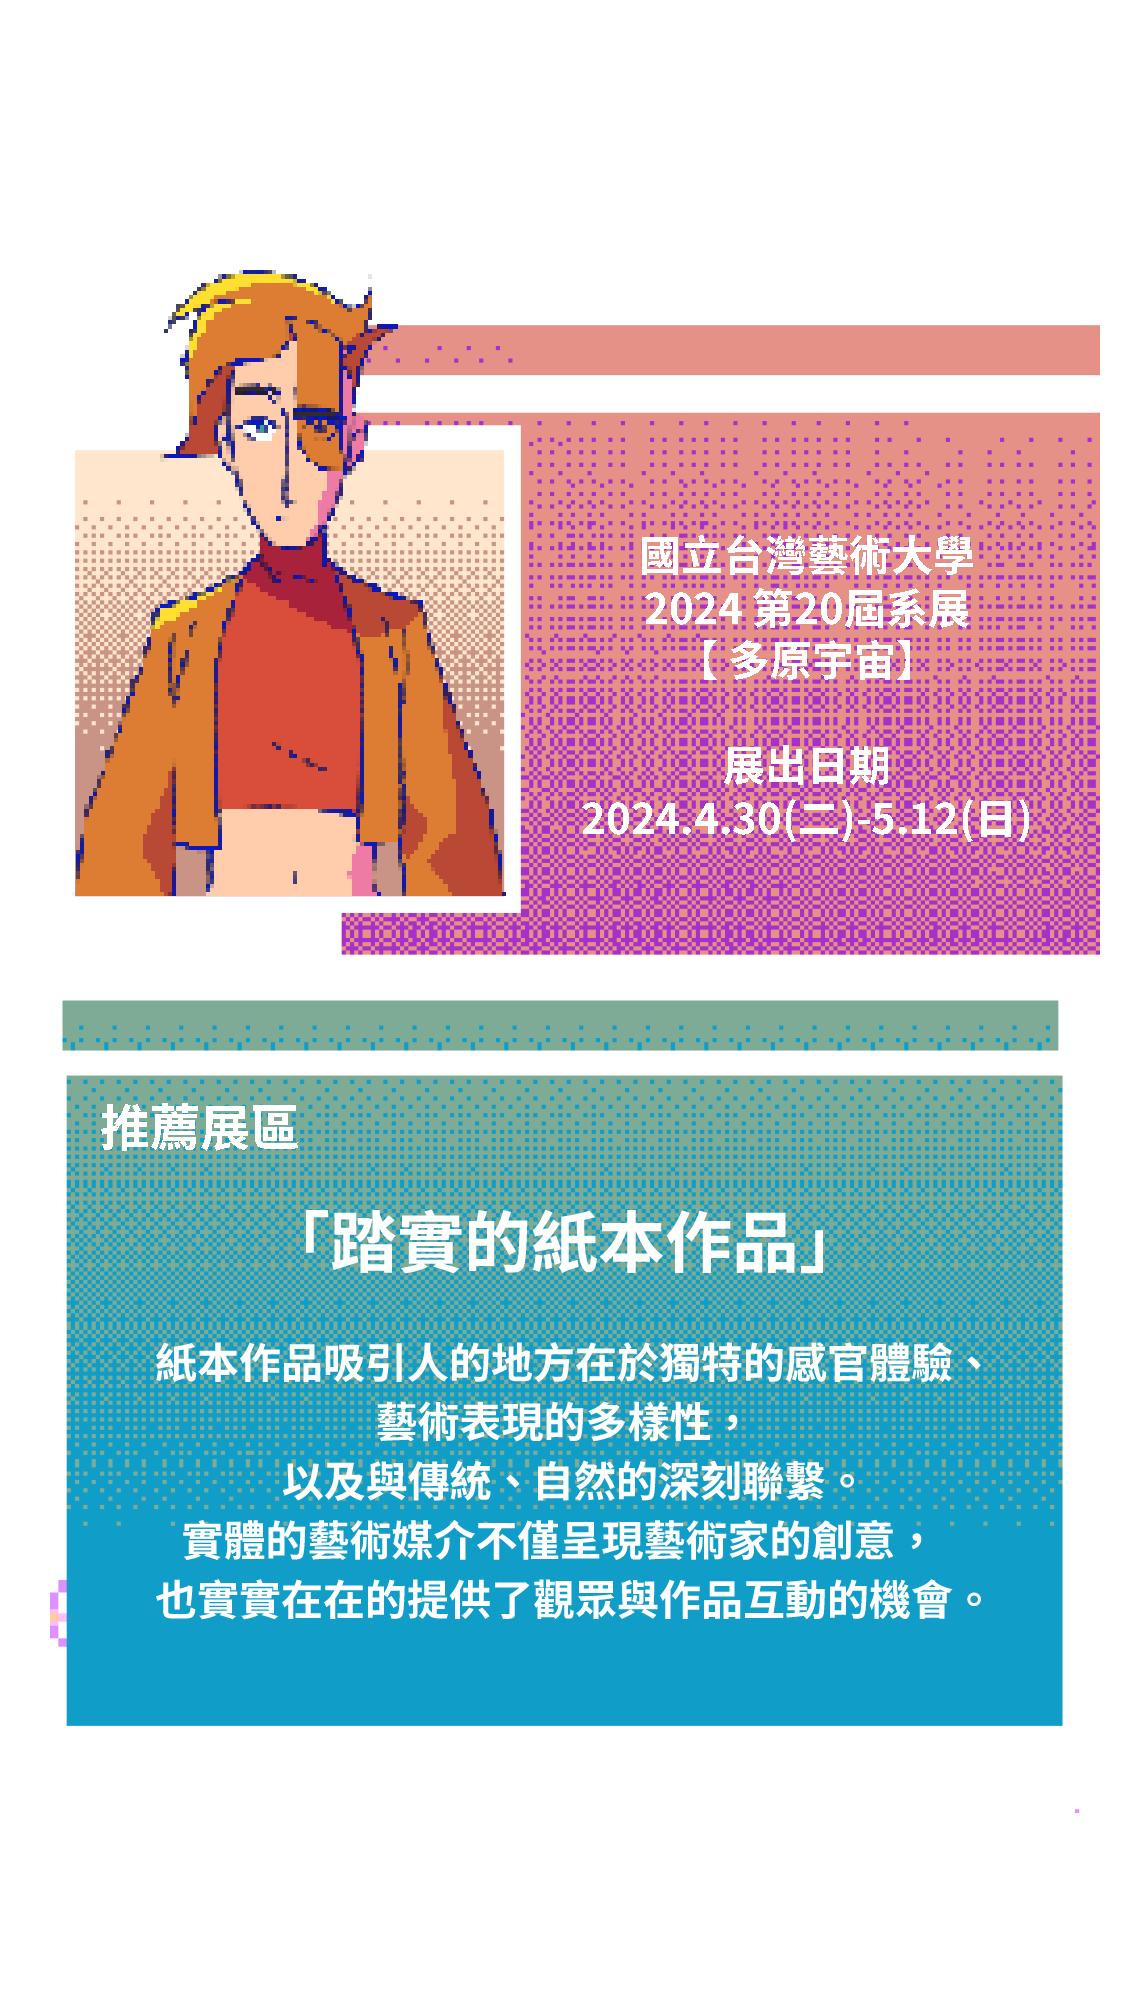 國立台灣藝術大學
2024 第20屆系展
【 多原宇宙】
展出日期
2024.4.30(二)-5.12(日)
推薦展區
「踏實的紙本作品」
紙本作品吸引人的地方在於獨特的感官體驗、
藝術表現的多樣性，
以及與傳統、自然的深刻聯繫。
實體的藝術媒介不僅呈現藝術家的創意，
也實實在在的提供了觀眾與作品互動的機會。